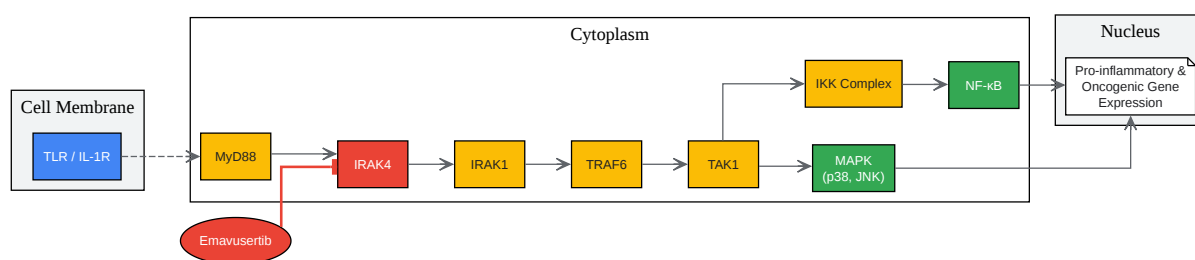 Cytoplasm
Nucleus
Cell Membrane
TLR / IL-1R
MyD88
IRAK4
IRAK1
TRAF6
TAK1
IKK Complex
NF-κB
MAPK
(p38, JNK)
Pro-inflammatory &
Oncogenic Gene
Expression
Emavusertib